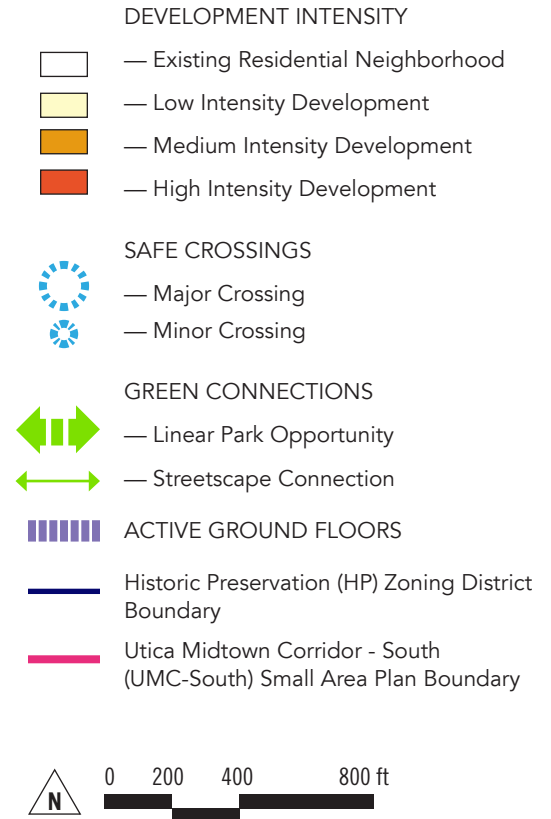 DEVELOPMENT INTENSITY
— Existing Residential Neighborhood
— Low Intensity Development
— Medium Intensity Development
— High Intensity Development
SAFE CROSSINGS
— Major Crossing
— Minor Crossing
GREEN CONNECTIONS
— Linear Park Opportunity
— Streetscape Connection
ACTIVE GROUND FLOORS
Historic Preservation (HP) Zoning District
Boundary
Utica Midtown Corridor - South
(UMC-South) Small Area Plan Boundary
0 200 400 800 ft
N